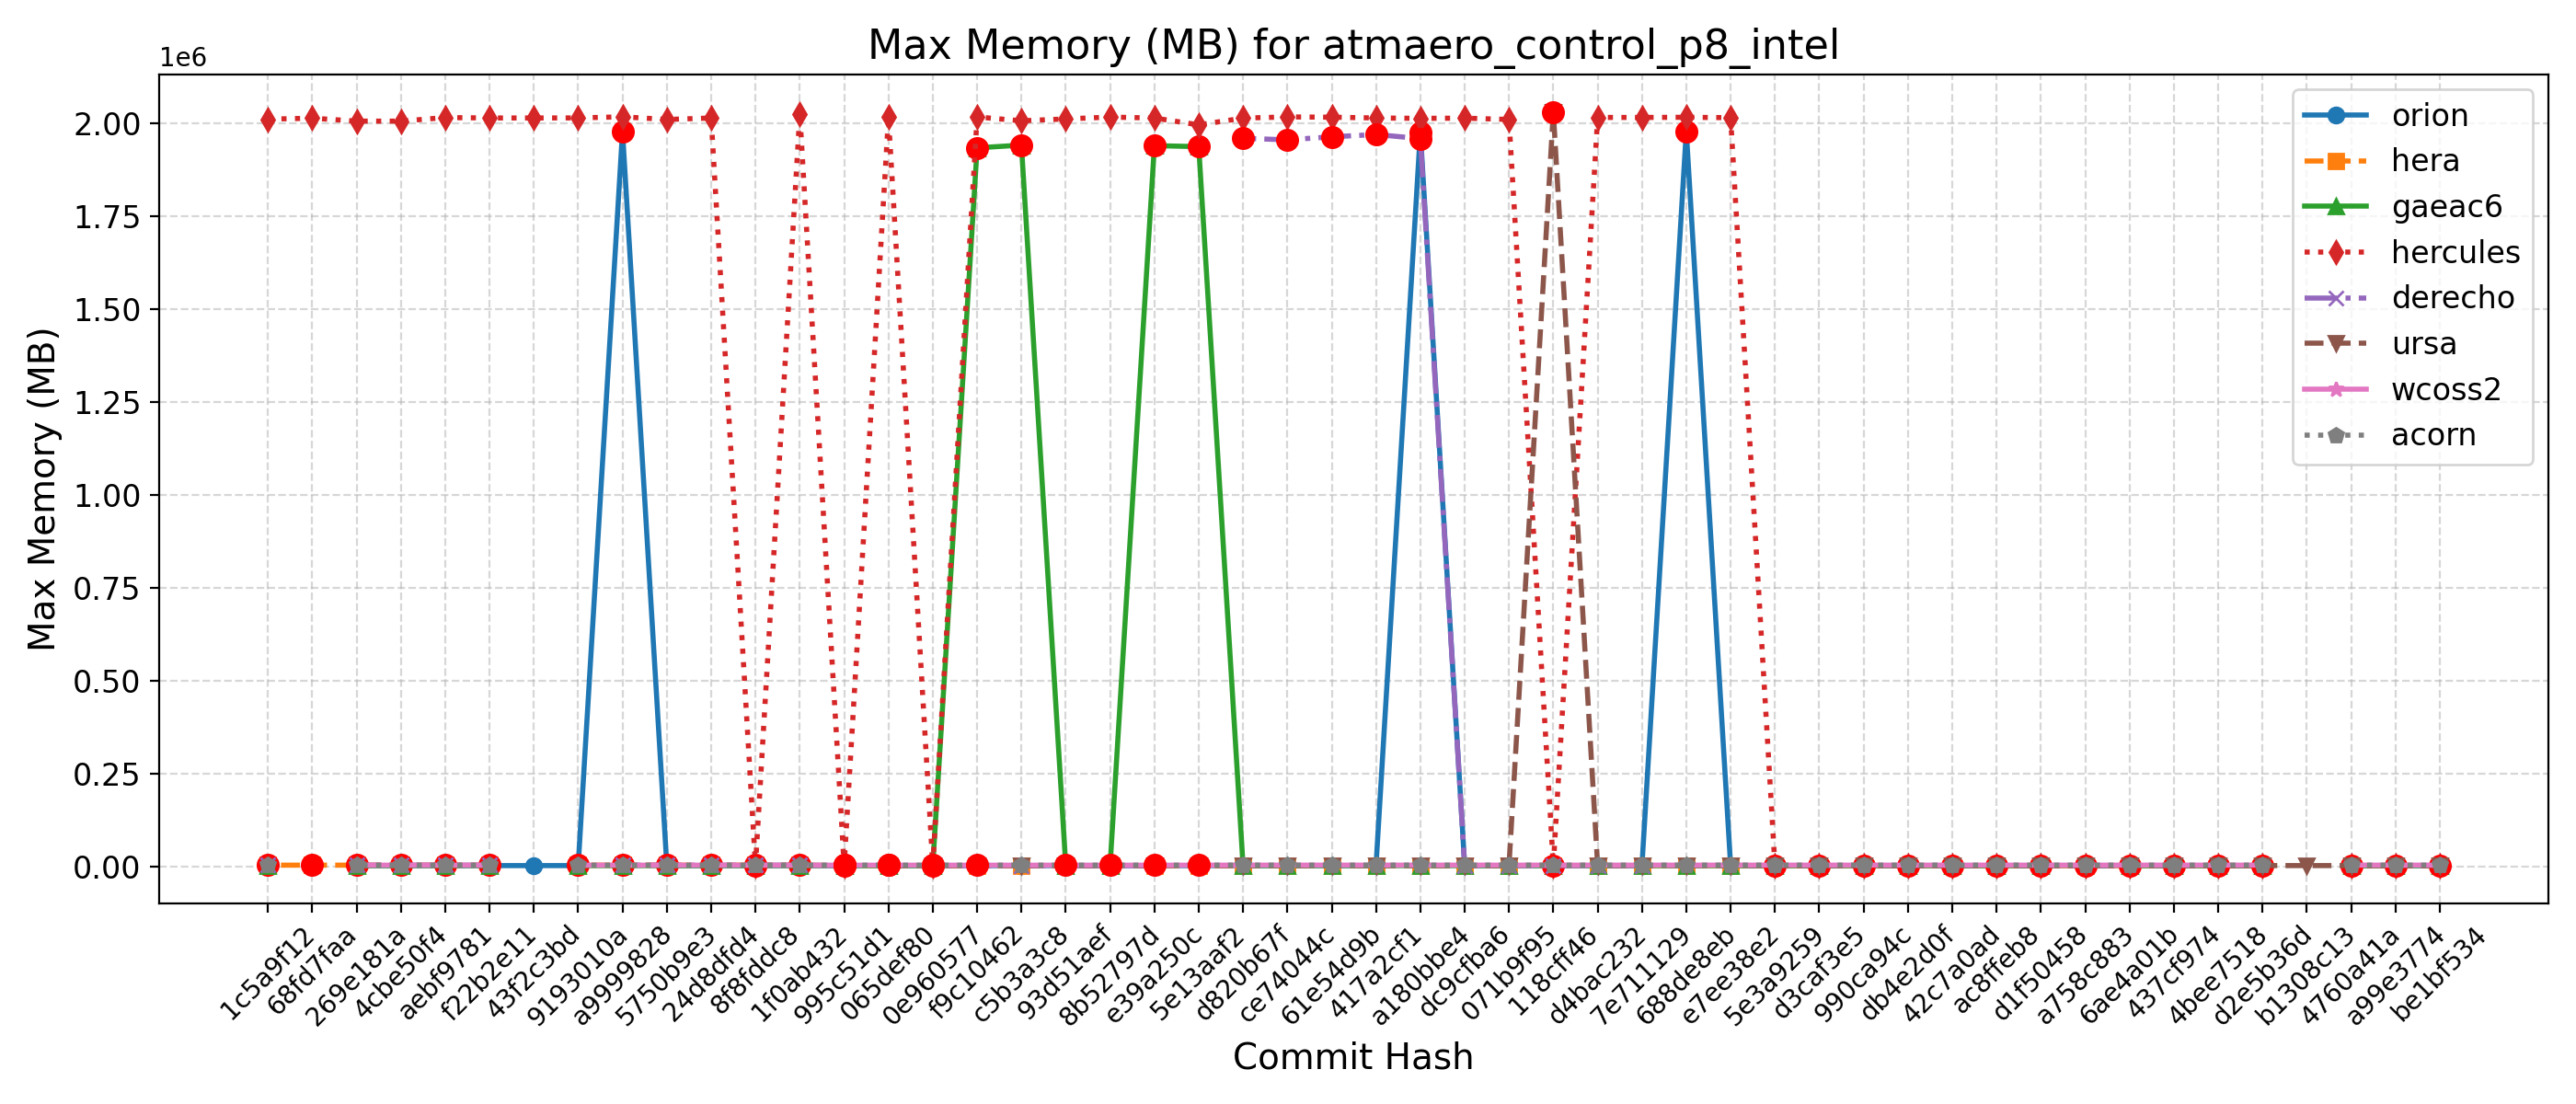 Max Memory (MB) for atmaero_control_p8_intel
1e6
2.00
1.75
1.50
1.25
1.00
0.75
0.50
0.25
0.00
Max Memory (MB)
orion
hera
gaeac6
hercules
derecho
ursa
wcoss2
acorn
1c5a9f12
68fd7faa
269e181a
4cbe50f4
aebf9781
f22b2e11
43f2c3bd
9193010a
a9999828
5750b9e3
24d8dfd4
8f8fddc8
1f0ab432
995c51d1
065def80
0e960577
f9c10462
c5b3a3c8
93d51aef
8b52797d
e39a250c
5e13aaf2
d820b67f
ce74044c
61e54d9b
417a2cf1
a180bbe4
dc9cfba6
071b9f95
118cff46
d4bac232
7e711129
688de8eb
e7ee38e2
5e3a9259
d3caf3e5
990ca94c
db4e2d0f
42c7a0ad
ac8ffeb8
d1f50458
a758c883
6ae4a01b
437cf974
4bee7518
d2e5b36d
b1308c13
4760a41a
a99e3774
be1bf534
Commit Hash